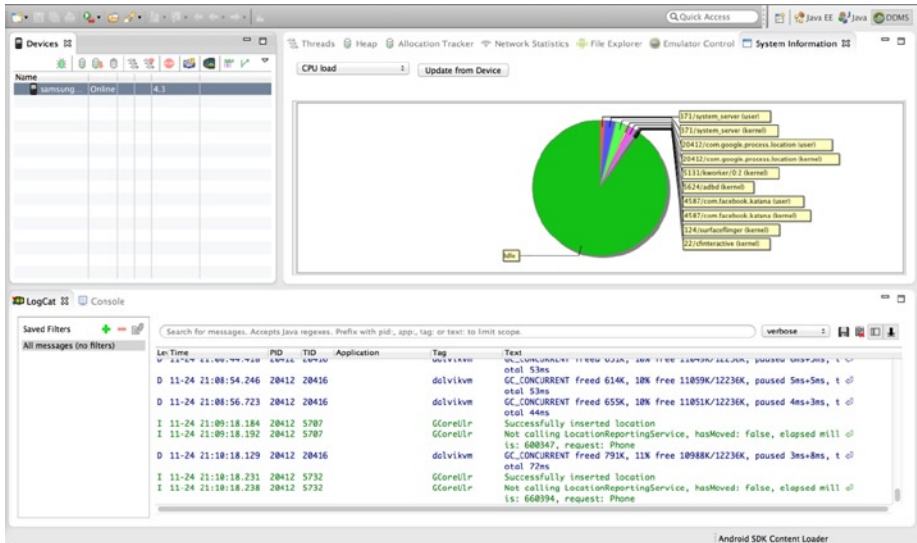 Quick Access
Java EE
Java
DDMS
Devices
Threads
Heap
Allocation Tracker
Network Statistics
File Explorer
Emulator Control
System Information
CPU load
Update from Device
Name
samsung...
Online
4.3
371/system_server (user)
371/system_server (kernel)
20412/com.google.process.location (user)
20412/com.google.process.location (kernel)
5131/kworker/0:2 (kernel)
5624/adbd (kernel)
4587/com.facebook.katana (user)
4587/com.facebook.katana (kernel)
124/surfaceflinger (kernel)
22/cfinteractive (kernel)
Idle
LogCat
Console
Saved Filters
All messages (no filters)
Search for messages. Accepts Java regexes. Prefix with pid:, app:, tag: or text: to limit scope.
verbose
Time PID TID Application Tag Text
otal 53ms
D 11-24 21:08:54.246 20412 20416 dalvikvm GC_CONCURRENT freed 614K, 10% free 11059K/12236K, paused 5ms+5ms, t
otal 53ms
D 11-24 21:08:56.723 20412 20416 dalvikvm GC_CONCURRENT freed 655K, 10% free 11051K/12236K, paused 4ms+3ms, t
otal 44ms
I 11-24 21:09:18.184 20412 5707 GCoreUlr Successfully inserted location
I 11-24 21:09:18.192 20412 5707 GCoreUlr Not calling LocationReportingService, hasMoved: false, elapsed mill
is: 600347, request: Phone
D 11-24 21:10:18.129 20412 20416 dalvikvm GC_CONCURRENT freed 791K, 11% free 10988K/12236K, paused 3ms+8ms, t
otal 72ms
I 11-24 21:10:18.231 20412 5732 GCoreUlr Successfully inserted location
I 11-24 21:10:18.238 20412 5732 GCoreUlr Not calling LocationReportingService, hasMoved: false, elapsed mill
is: 660394, request: Phone
Android SDK Content Loader